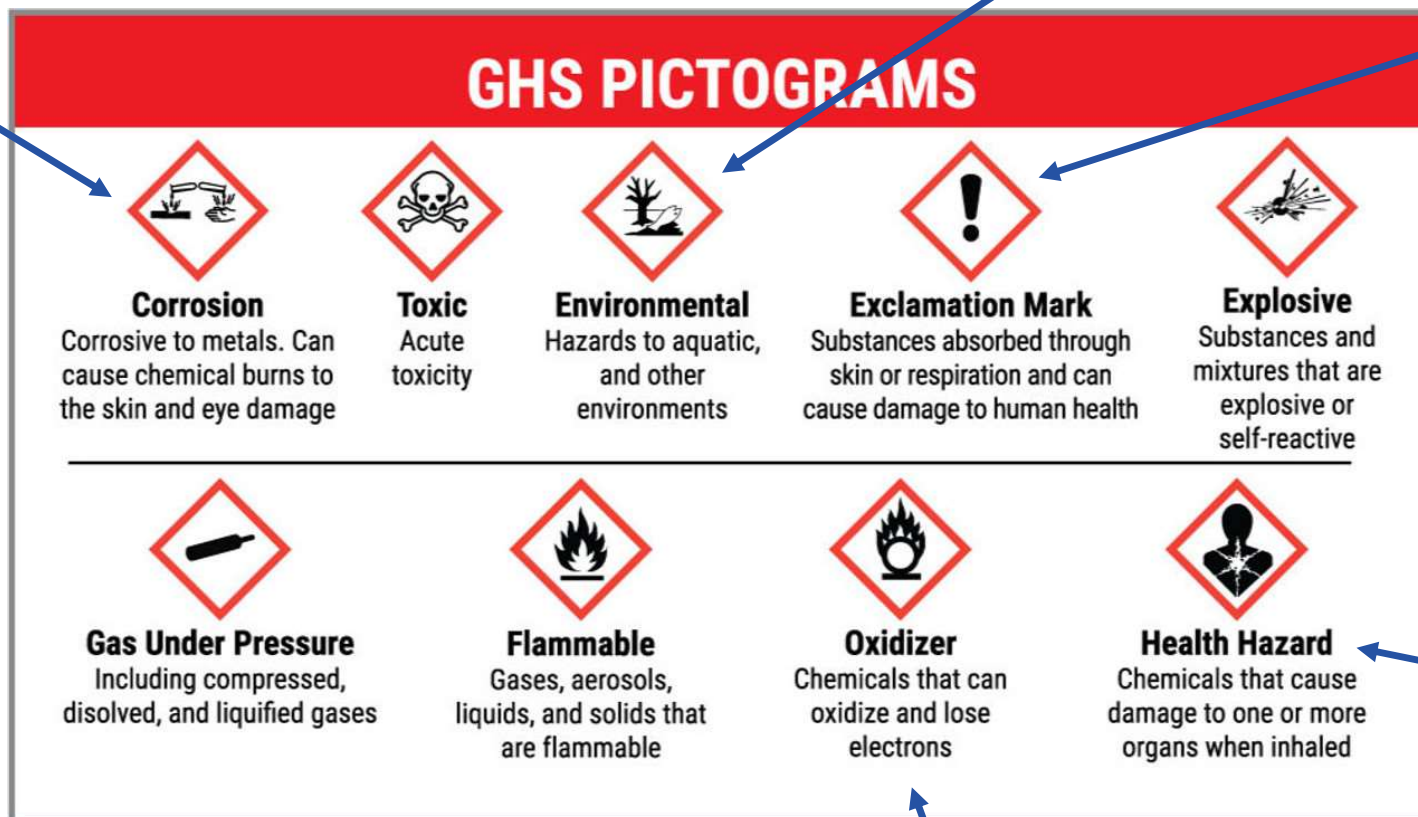 GHS PICTOGRAMS
Corrosion
Corrosive to metals. Can
cause chemical burns to
the skin and eye damage
Toxic
Acute
toxicity
Environmental
Hazards to aquatic,
and other
environments
Exclamation Mark
Substances absorbed through
skin or respiration and can
cause damage to human health
Explosive
Substances and
mixtures that are
explosive or
self-reactive
Gas Under Pressure
Including compressed,
disolved, and liquified gases
Flammable
Gases, aerosols,
liquids, and solids that
are flammable
Oxidizer
Chemicals that can
oxidize and lose
electrons
Health Hazard
Chemicals that cause
damage to one or more
organs when inhaled